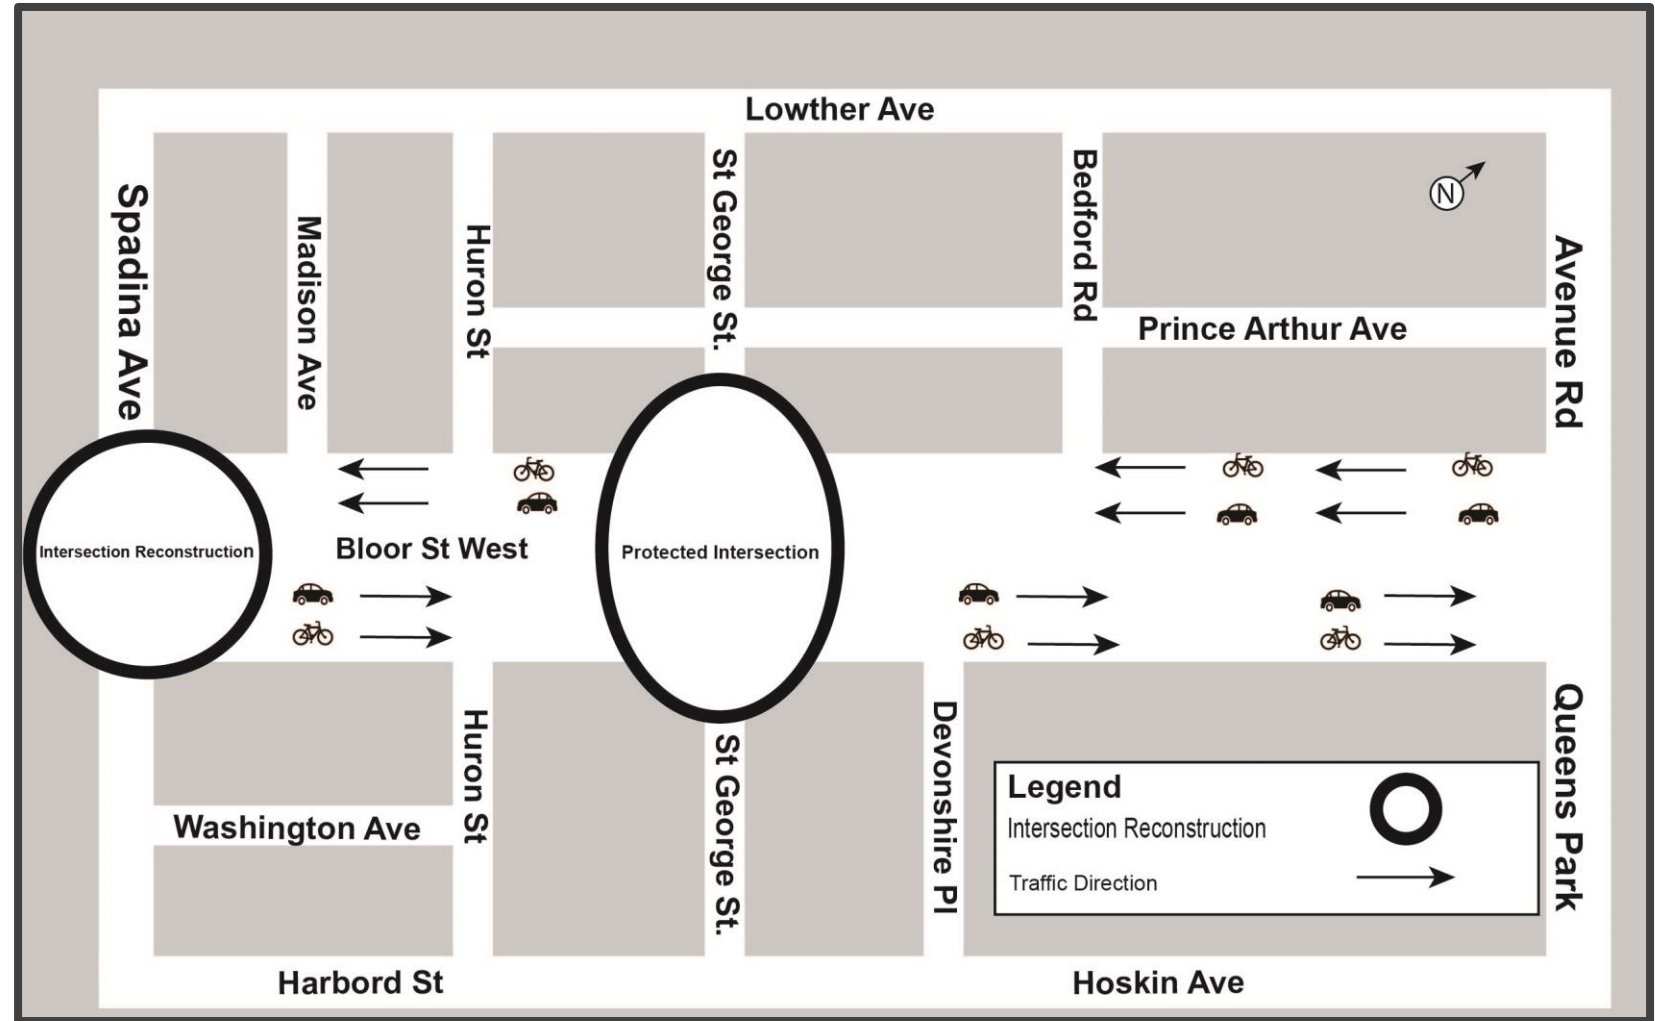 Lowther Ave
Spadina Ave
Madison Ave
Huron St
St George St.
Bedford Rd
N
Avenue Rd
Prince Arthur Ave
Intersection Reconstruction
Bloor St West
Protected Intersection
Huron St
St George St.
Devonshire Pl
Queens Park
Washington Ave
Legend
Intersection Reconstruction
Traffic Direction
Harbord St
Hoskin Ave